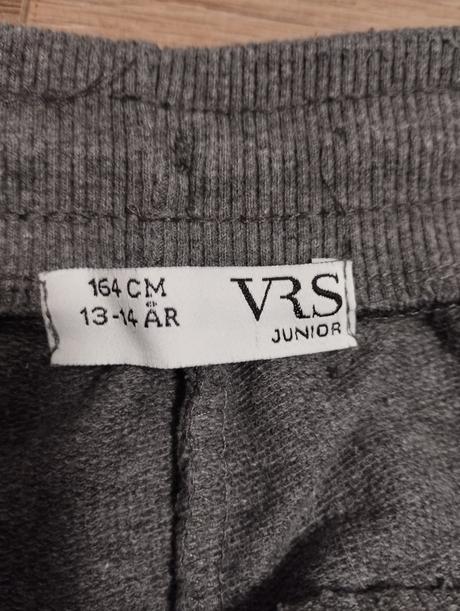 164 CM
13-14 ÅR
VRS
JUNIOR